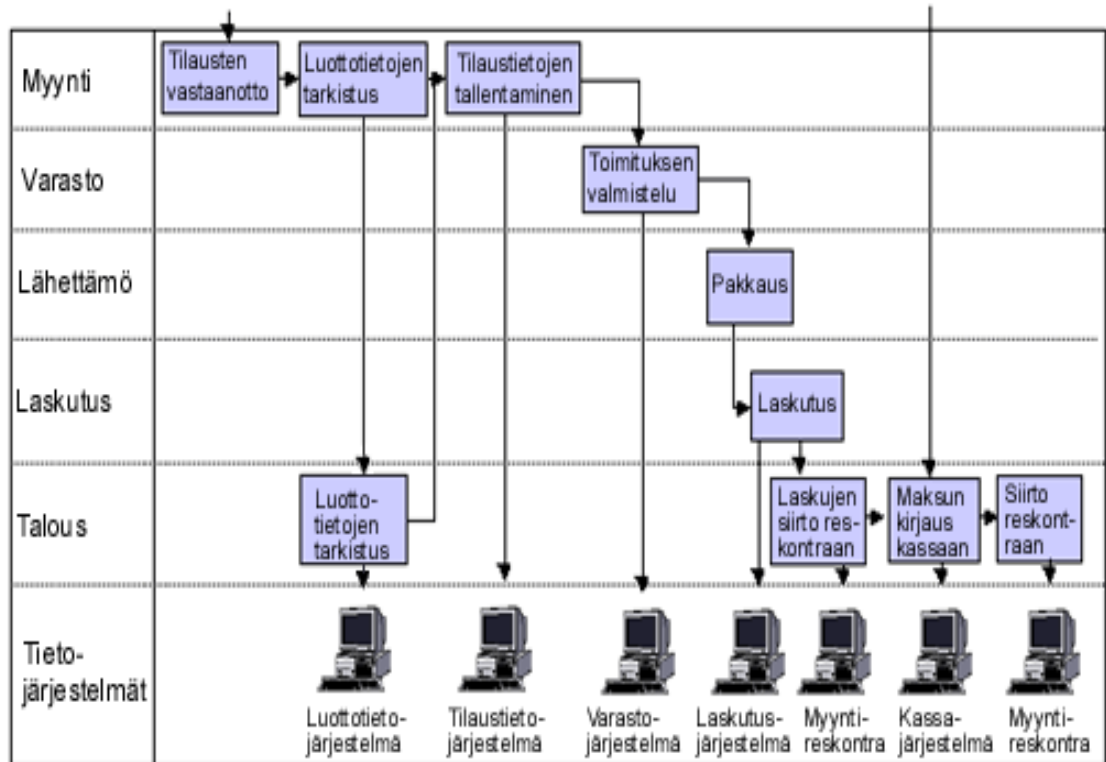 Myynti
Tilausten
vastaanotto
Luottotietojen
tarkistus
Tilaustietojen
tallentaminen
Varasto
Toimituksen
valmistelu
Lähettämö
Pakkaus
Laskutus
Laskutus
Talous
Luotto-
tietojen
tarkistus
Laskujen
siirto res-
kontraan
Maksun
kirjaus
kassaan
Siirto
reskont-
raan
Tieto-
järjestelmät
Luottotieto-
järjestelmä
Tilaustieto-
järjestelmä
Varasto-
järjestelmä
Laskutus-
järjestelmä
Myynti-
reskontra
Kassa-
järjestelmä
Myynti-
reskontra